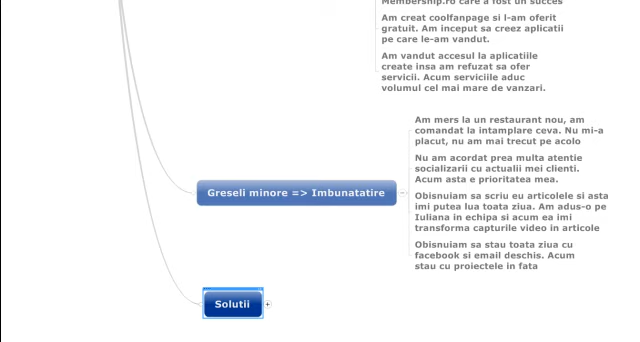 Membership.ro care a fost un succes
Am creat coolfanpage si l-am oferit
gratuit. Am inceput sa creez aplicatii
pe care le-am vandut.
Am vandut accesul la aplicatiile
create insa am refuzat sa ofer
servicii. Acum serviciile aduc
volumul cel mai mare de vanzari.
Am mers la un restaurant nou, am
comandat la intamplare ceva. Nu mi-a
placut, nu am mai trecut pe acolo
Nu am acordat prea multa atentie
socializarii cu actualii mei clienti.
Acum asta e prioritatea mea.
Greseli minore => Imbunatatire
Obisnuiam sa scriu eu articolele si asta
imi putea lua toata ziua. Am adus-o pe
Iuliana in echipa si acum ea imi
transforma capturile video in articole
Obisnuiam sa stau toata ziua cu
facebook si email deschis. Acum
stau cu proiectele in fata
Solutii